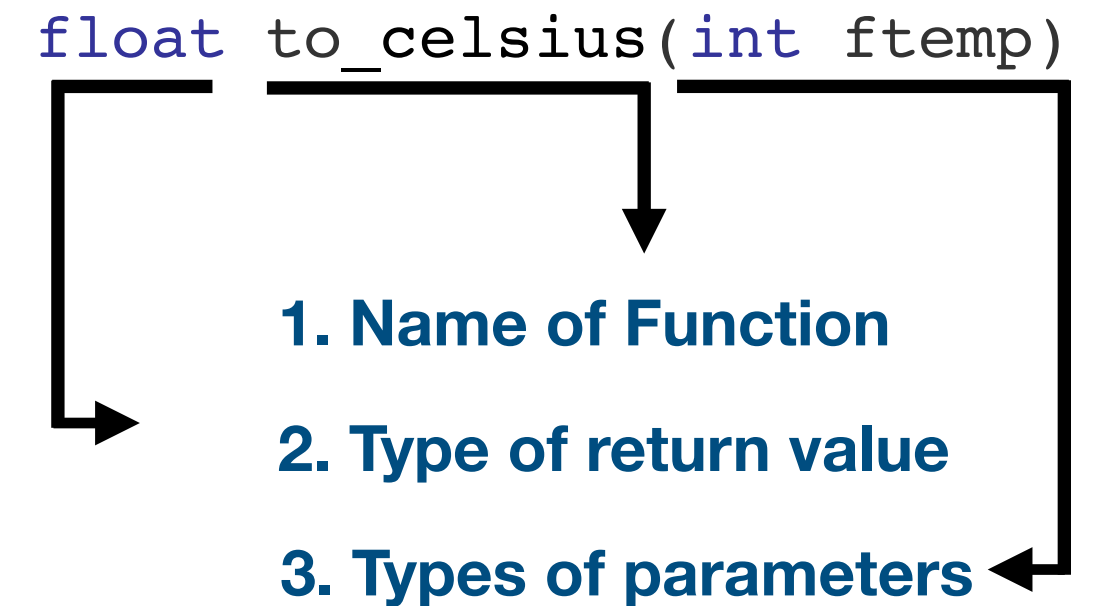 float to_celsius(int ftemp)
1. Name of Function
2. Type of return value
3. Types of parameters